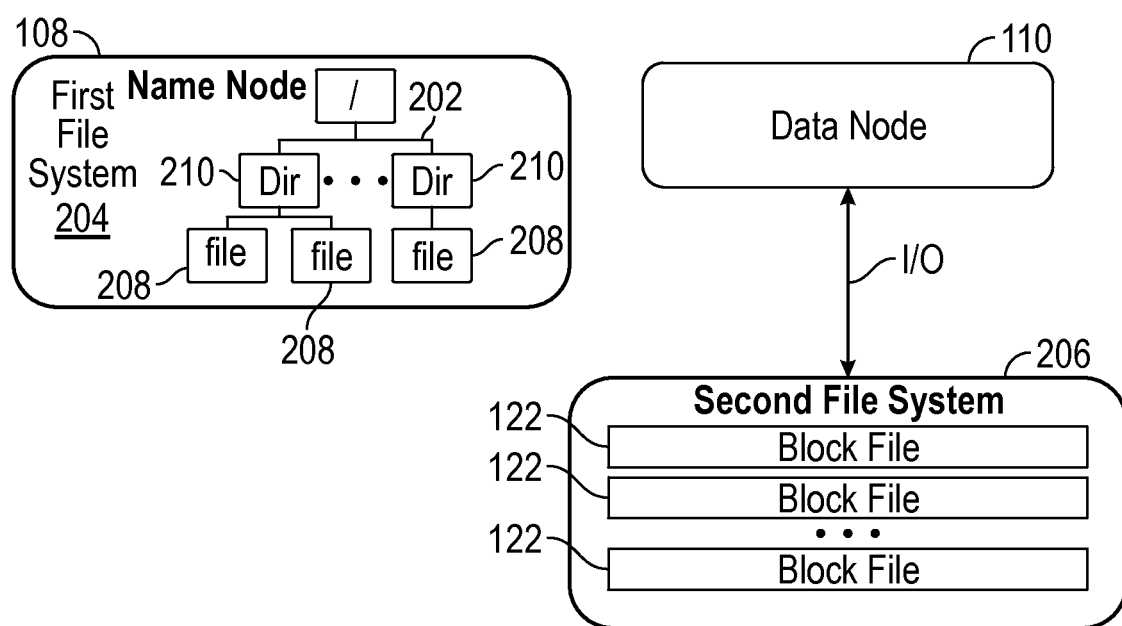 108
Name Node
First
File
System
204
/
202
210
Dir
• • •
Dir
210
file
file
file
208
208
208
110
Data Node
I/O
206
Second File System
122
Block File
122
Block File
• • •
122
Block File